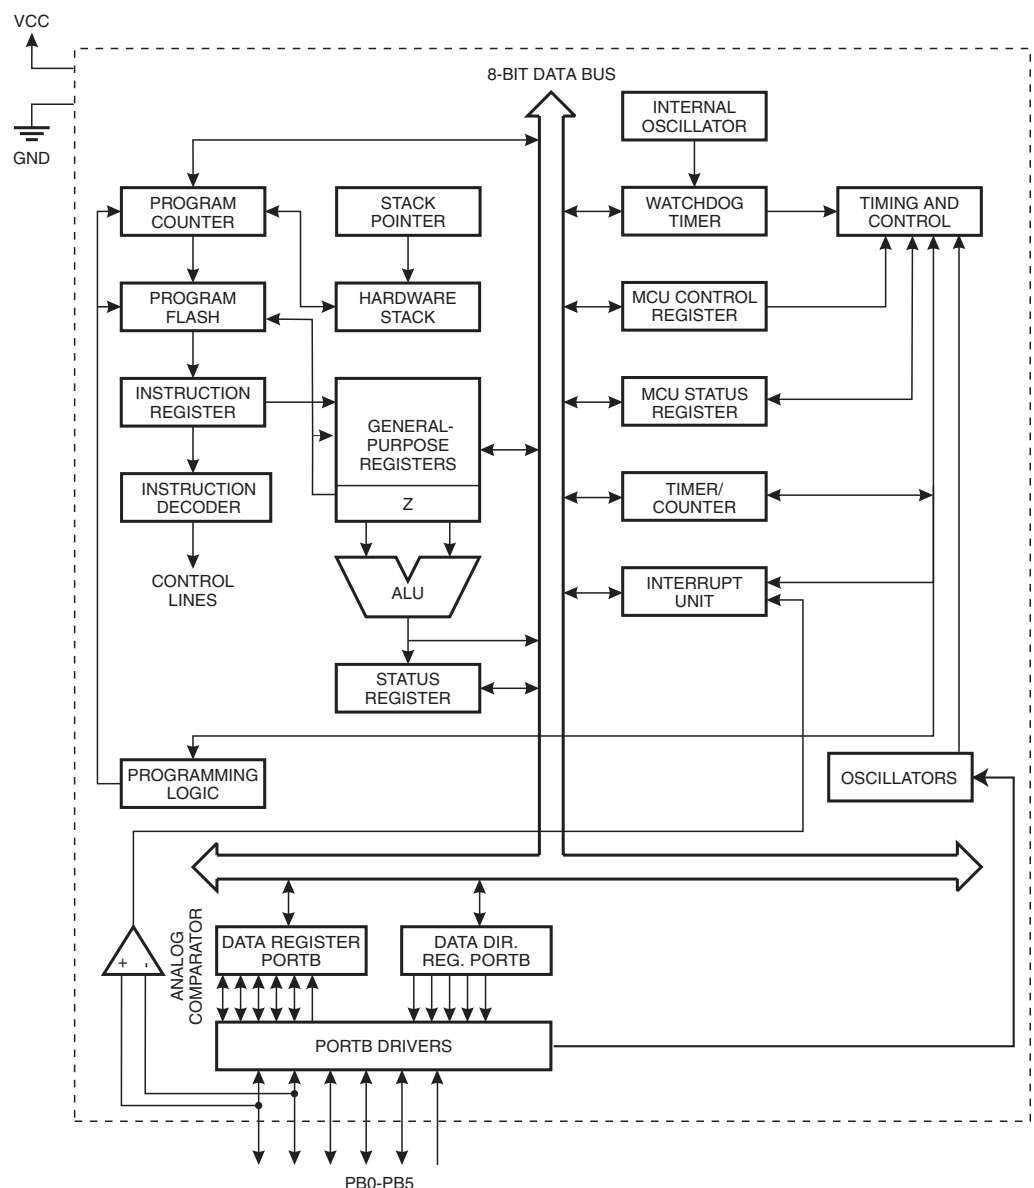 VCC
8-BIT DATA BUS
GND
INTERNAL
OSCILLATOR
PROGRAM
COUNTER
STACK
POINTER
WATCHDOG
TIMER
TIMING AND
CONTROL
PROGRAM
FLASH
HARDWARE
STACK
MCU CONTROL
REGISTER
INSTRUCTION
REGISTER
GENERAL-
PURPOSE
REGISTERS
Z
MCU STATUS
REGISTER
INSTRUCTION
DECODER
TIMER/
COUNTER
CONTROL
LINES
ALU
INTERRUPT
UNIT
STATUS
REGISTER
PROGRAMMING
LOGIC
OSCILLATORS
+ -
ANALOG
COMPARATOR
DATA REGISTER
PORTB
DATA DIR.
REG. PORTB
PORTB DRIVERS
PB0-PB5